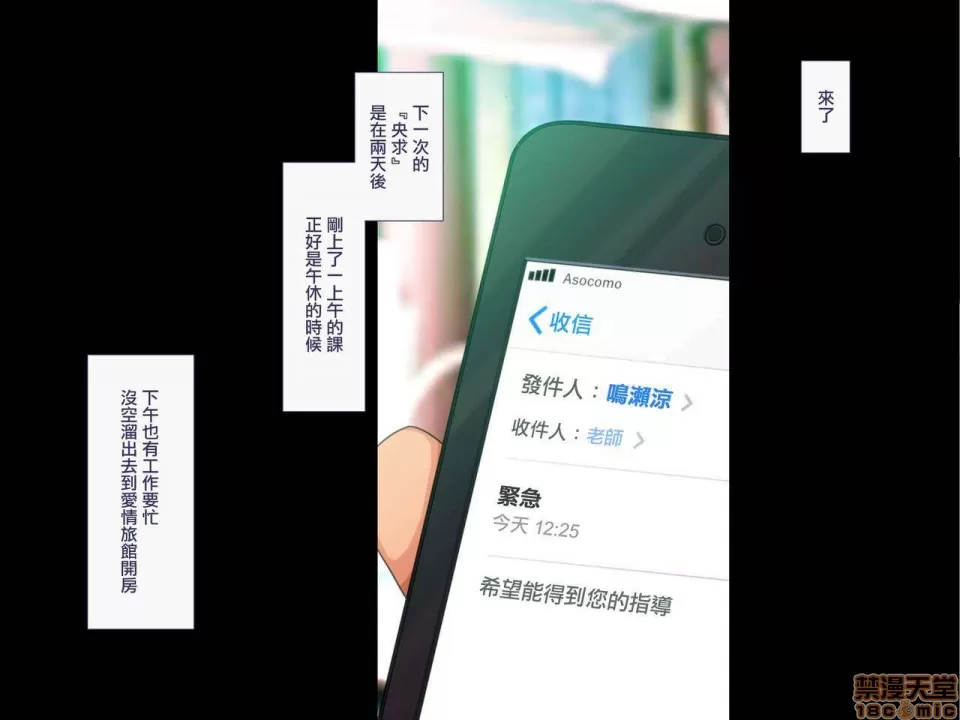 來了
下一次的
『央求』
是在兩天後
剛上了一上午的課
正好是午休的時候
下午也有工作要忙
沒空溜出去到愛情旅館開房
Asocomo
收信
發件人：鳴瀨涼
收件人：老師
緊急
今天 12:25
希望能得到您的指導
禁漫天堂
18comic